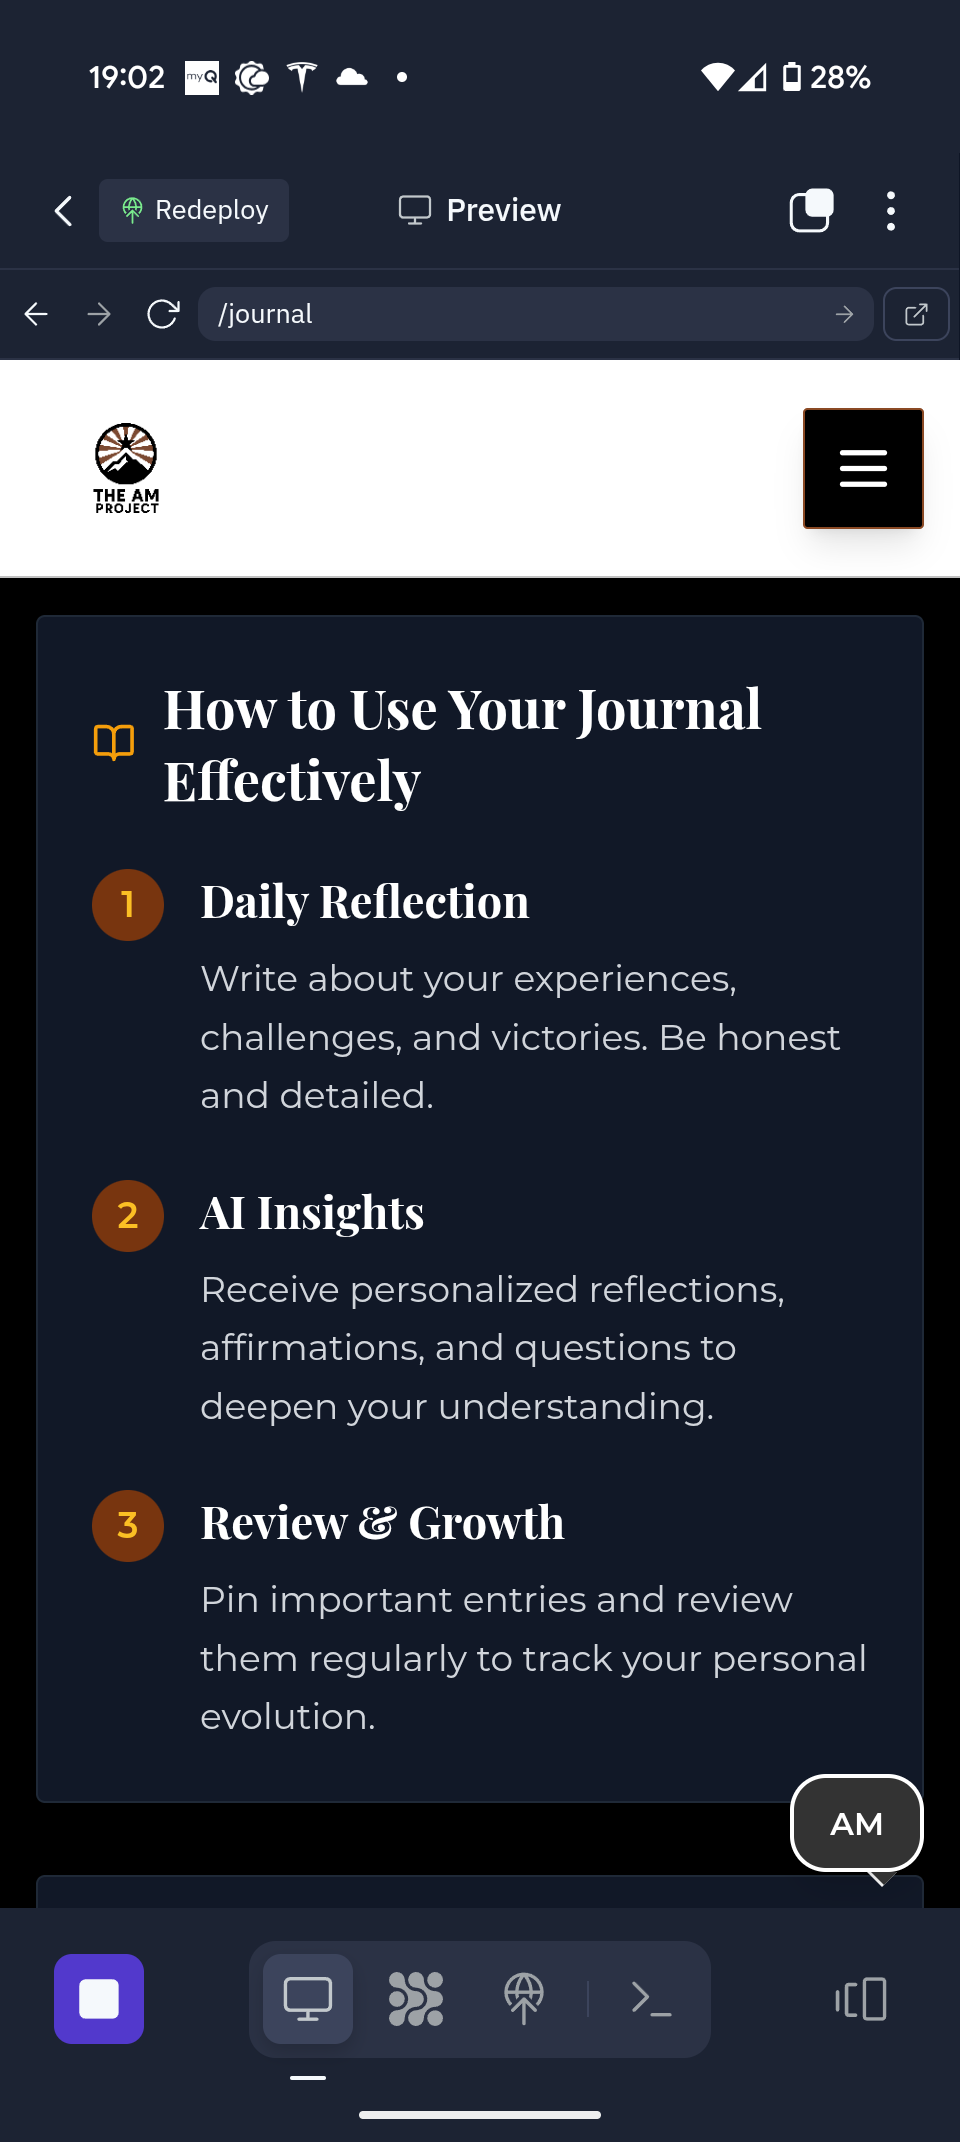 19:02 myQ 28%
Redeploy Preview
/journal
THE AM
PROJECT
How to Use Your Journal
Effectively
1 Daily Reflection
Write about your experiences,
challenges, and victories. Be honest
and detailed.
2 AI Insights
Receive personalized reflections,
affirmations, and questions to
deepen your understanding.
3 Review & Growth
Pin important entries and review
them regularly to track your personal
evolution.
AM